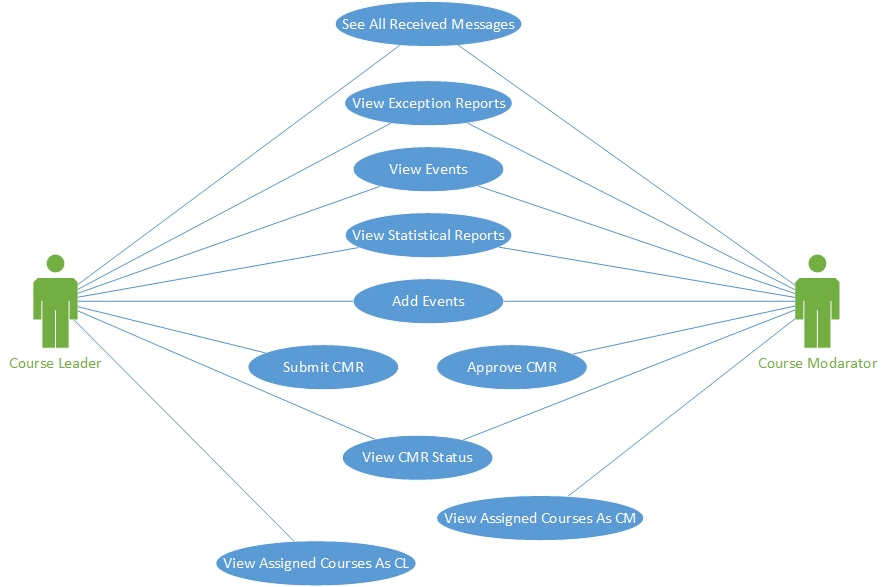 See All Received Messages
View Exception Reports
View Events
View Statistical Reports
Add Events
Course Leader
Submit CMR
Approve CMR
Course Modarator
View CMR Status
View Assigned Courses As CM
View Assigned Courses As CL